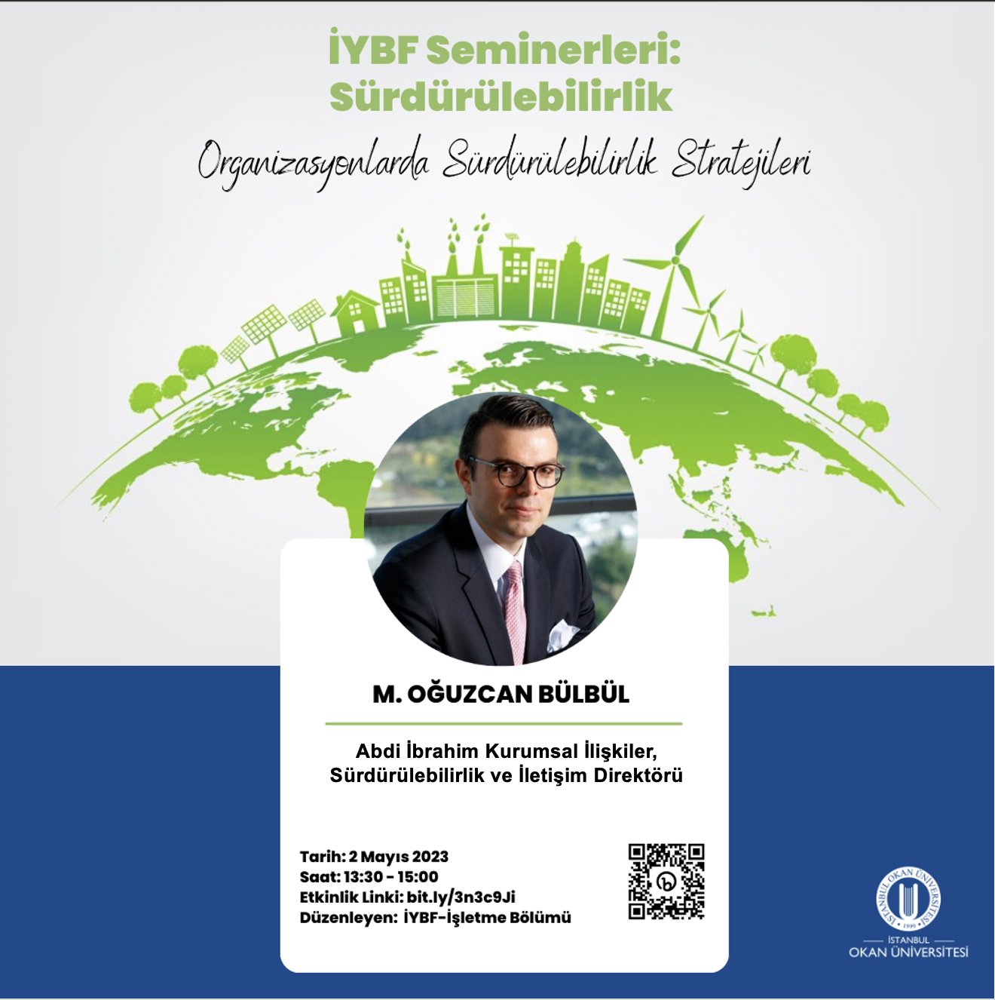 İYBF Seminerleri:
Sürdürülebilirlik
Organizasyonlarda Sürdürülebilirlik Stratejileri
M. OĞUZCAN BÜLBÜL
Abdi İbrahim Kurumsal İlişkiler,
Sürdürülebilirlik ve İletişim Direktörü
Tarih: 2 Mayıs 2023
Saat: 13:30 - 15:00
Etkinlik Linki: bit.ly/3n3c9Ji
Düzenleyen: İYBF-İşletme Bölümü
İSTANBUL OKAN ÜNİVERSİTESİ
1999
İSTANBUL
OKAN ÜNİVERSİTESİ